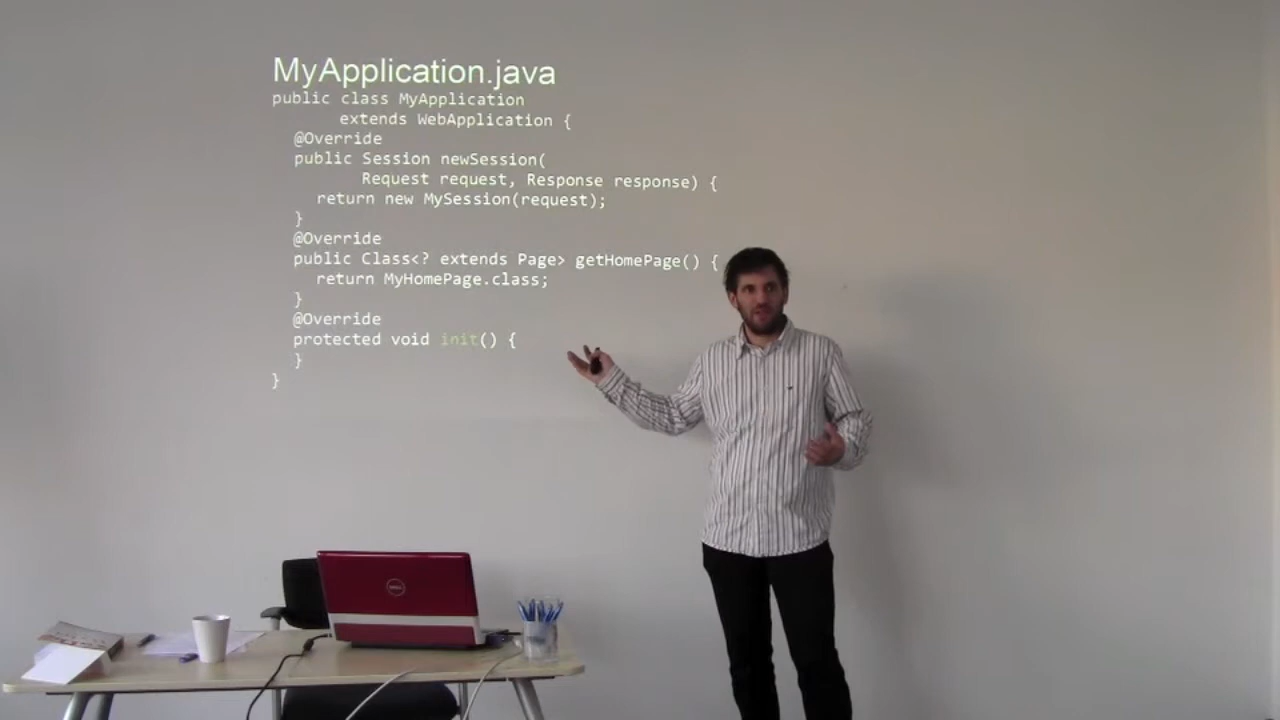 MyApplication.java
public class MyApplication
extends WebApplication {
@Override
public Session newSession(
Request request, Response response) {
return new MySession(request);
}
@Override
public Class<? extends Page> getHomePage() {
return MyHomePage.class;
}
@Override
protected void init() {
}
}
DELL